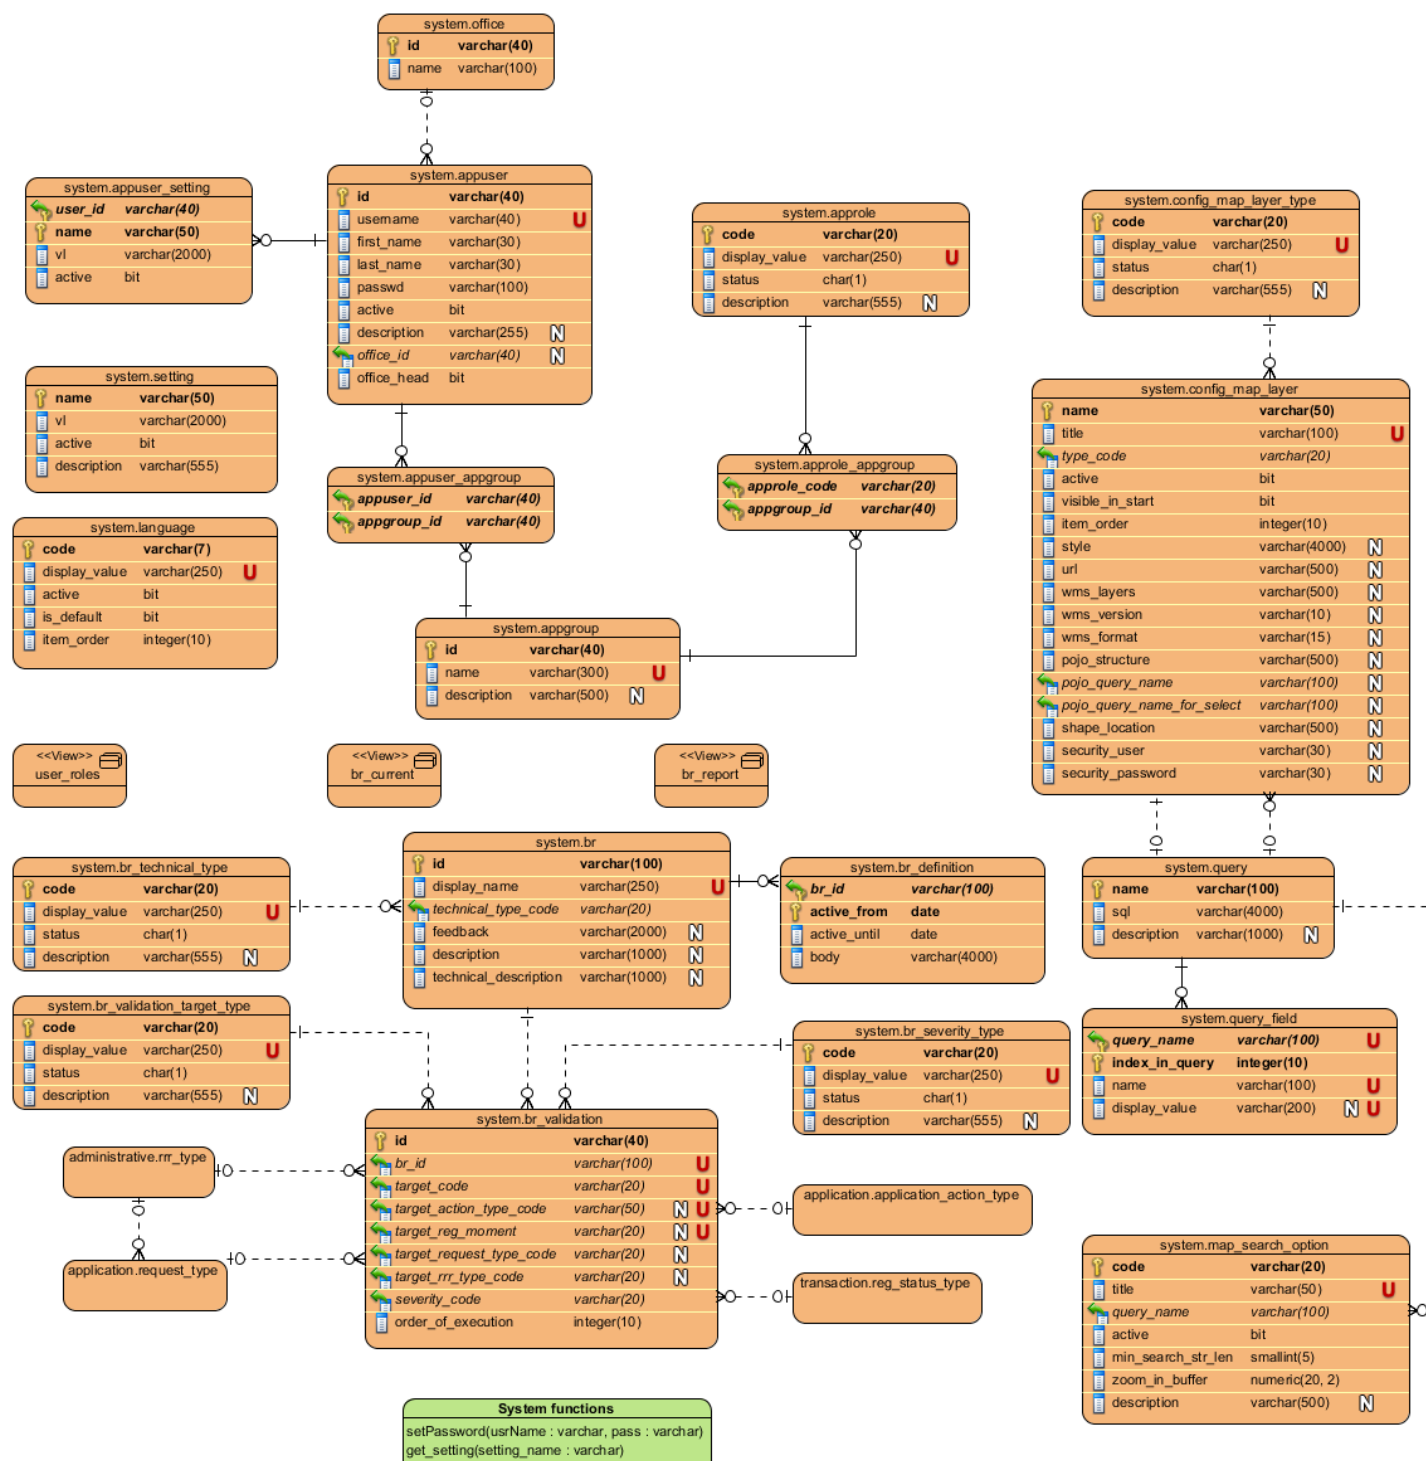 system.office
id varchar(40)
name varchar(100)
system.appuser_setting
user_id varchar(40)
name varchar(50)
vl varchar(2000)
active bit
system.appuser
id varchar(40)
username varchar(40) U
first_name varchar(30)
last_name varchar(30)
passwd varchar(100)
active bit
description varchar(255) N
office_id varchar(40) N
office_head bit
system.approle
code varchar(20)
display_value varchar(250) U
status char(1)
description varchar(555) N
system.config_map_layer_type
code varchar(20)
display_value varchar(250) U
status char(1)
description varchar(555) N
system.setting
name varchar(50)
vl varchar(2000)
active bit
description varchar(555)
system.config_map_layer
name varchar(50)
title varchar(100) U
type_code varchar(20)
active bit
visible_in_start bit
item_order integer(10)
style varchar(4000) N
url varchar(500) N
wms_layers varchar(500) N
wms_version varchar(10) N
wms_format varchar(15) N
pojo_structure varchar(500) N
pojo_query_name varchar(100) N
pojo_query_name_for_select varchar(100) N
shape_location varchar(500) N
security_user varchar(30) N
security_password varchar(30) N
system.appuser_appgroup
appuser_id varchar(40)
appgroup_id varchar(40)
system.approle_appgroup
approle_code varchar(20)
appgroup_id varchar(40)
system.language
code varchar(7)
display_value varchar(250) U
active bit
is_default bit
item_order integer(10)
system.appgroup
id varchar(40)
name varchar(300) U
description varchar(500) N
<<View>>
user_roles
<<View>>
br_current
<<View>>
br_report
system.br_technical_type
code varchar(20)
display_value varchar(250) U
status char(1)
description varchar(555) N
system.br
id varchar(100)
display_name varchar(250) U
technical_type_code varchar(20)
feedback varchar(2000) N
description varchar(1000) N
technical_description varchar(1000) N
system.br_definition
br_id varchar(100)
active_from date
active_until date
body varchar(4000)
system.query
name varchar(100)
sql varchar(4000)
description varchar(1000) N
system.br_validation_target_type
code varchar(20)
display_value varchar(250) U
status char(1)
description varchar(555) N
system.br_severity_type
code varchar(20)
display_value varchar(250) U
status char(1)
description varchar(555) N
system.query_field
query_name varchar(100) U
index_in_query integer(10)
name varchar(100) U
display_value varchar(200) N U
system.br_validation
id varchar(40)
br_id varchar(100) U
target_code varchar(20) U
target_action_type_code varchar(50) N U
target_reg_moment varchar(20) N U
target_request_type_code varchar(20) N
target_rrr_type_code varchar(20) N
severity_code varchar(20)
order_of_execution integer(10)
administrative.rrr_type
application.request_type
application.application_action_type
transaction.reg_status_type
system.map_search_option
code varchar(20)
title varchar(50) U
query_name varchar(100)
active bit
min_search_str_len smallint(5)
zoom_in_buffer numeric(20, 2)
description varchar(500) N
System functions
setPassword(usrName : varchar, pass : varchar)
get_setting(setting_name : varchar)